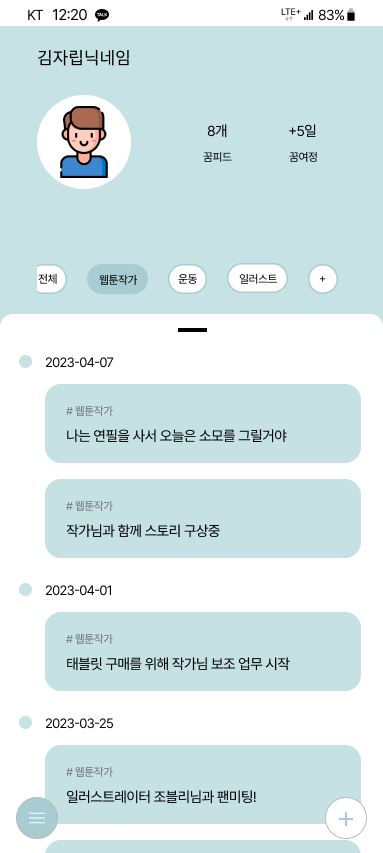 KT 12:20 TALK LTE+ 83%
김자립닉네임
8개 +5일
꿈피드 꿈여정
전체 웹툰작가 운동 일러스트 +
2023-04-07
# 웹툰작가
나는 연필을 사서 오늘은 소모를 그릴거야
# 웹툰작가
작가님과 함께 스토리 구상중
2023-04-01
# 웹툰작가
태블릿 구매를 위해 작가님 보조 업무 시작
2023-03-25
# 웹툰작가
일러스트레이터 조블리님과 팬미팅!